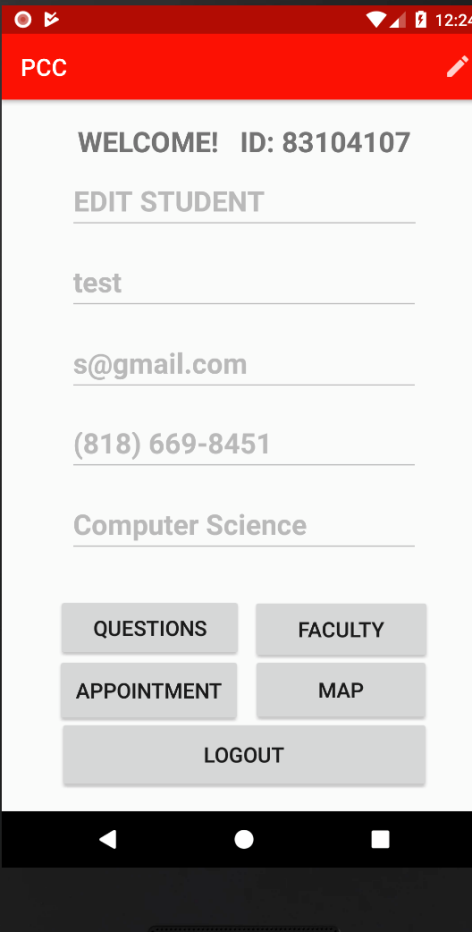 12:24
PCC
WELCOME! ID: 83104107
EDIT STUDENT
test
s@gmail.com
(818) 669-8451
Computer Science
QUESTIONS FACULTY
APPOINTMENT MAP
LOGOUT